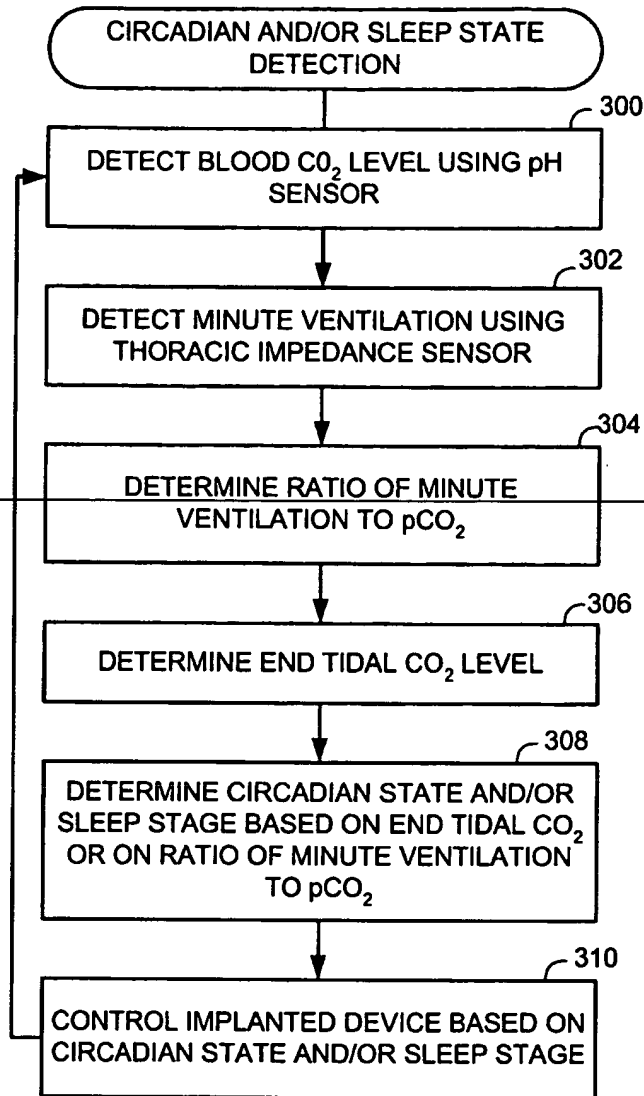 CIRCADIAN AND/OR SLEEP STATE
DETECTION
300
DETECT BLOOD C0₂ LEVEL USING pH
SENSOR
302
DETECT MINUTE VENTILATION USING
THORACIC IMPEDANCE SENSOR
304
DETERMINE RATIO OF MINUTE
VENTILATION TO pCO₂
306
DETERMINE END TIDAL CO₂ LEVEL
308
DETERMINE CIRCADIAN STATE AND/OR
SLEEP STAGE BASED ON END TIDAL CO₂
OR ON RATIO OF MINUTE VENTILATION
TO pCO₂
310
CONTROL IMPLANTED DEVICE BASED ON
CIRCADIAN STATE AND/OR SLEEP STAGE